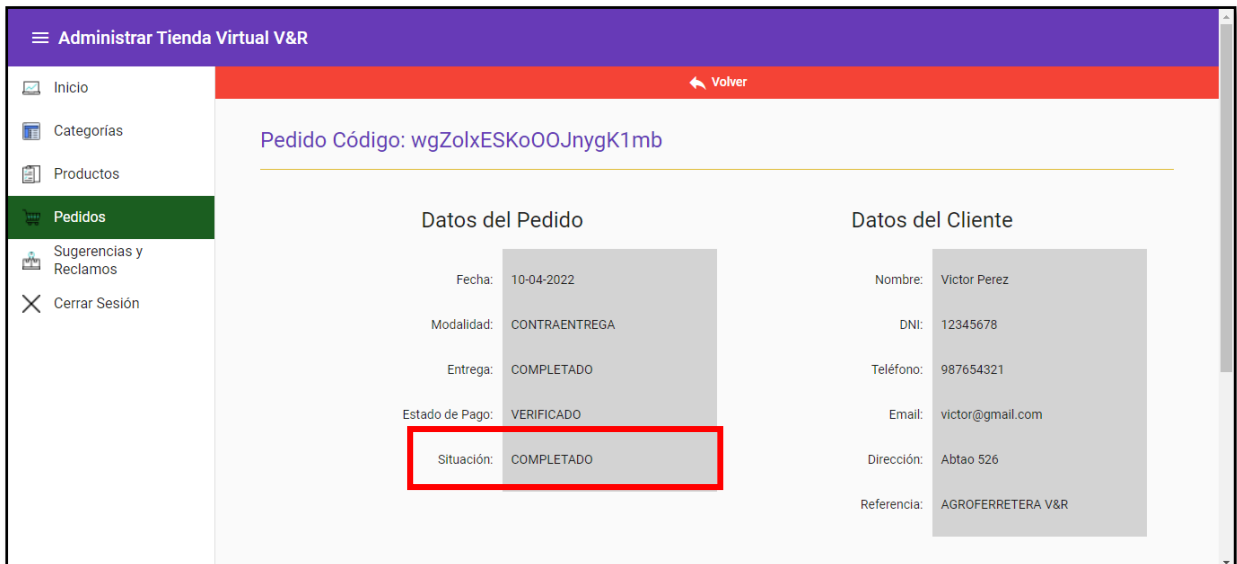 Administrar Tienda Virtual V&R
Inicio
Categorías
Productos
Pedidos
Sugerencias y
Reclamos
Cerrar Sesión
Volver
Pedido Código: wgZolxESKoOOJnygK1mb
Datos del Pedido
Fecha: 10-04-2022
Modalidad: CONTRAENTREGA
Entrega: COMPLETADO
Estado de Pago: VERIFICADO
Situación: COMPLETADO
Datos del Cliente
Nombre: Victor Perez
DNI: 12345678
Teléfono: 987654321
Email: victor@gmail.com
Dirección: Abtao 526
Referencia: AGROFERRETERA V&R